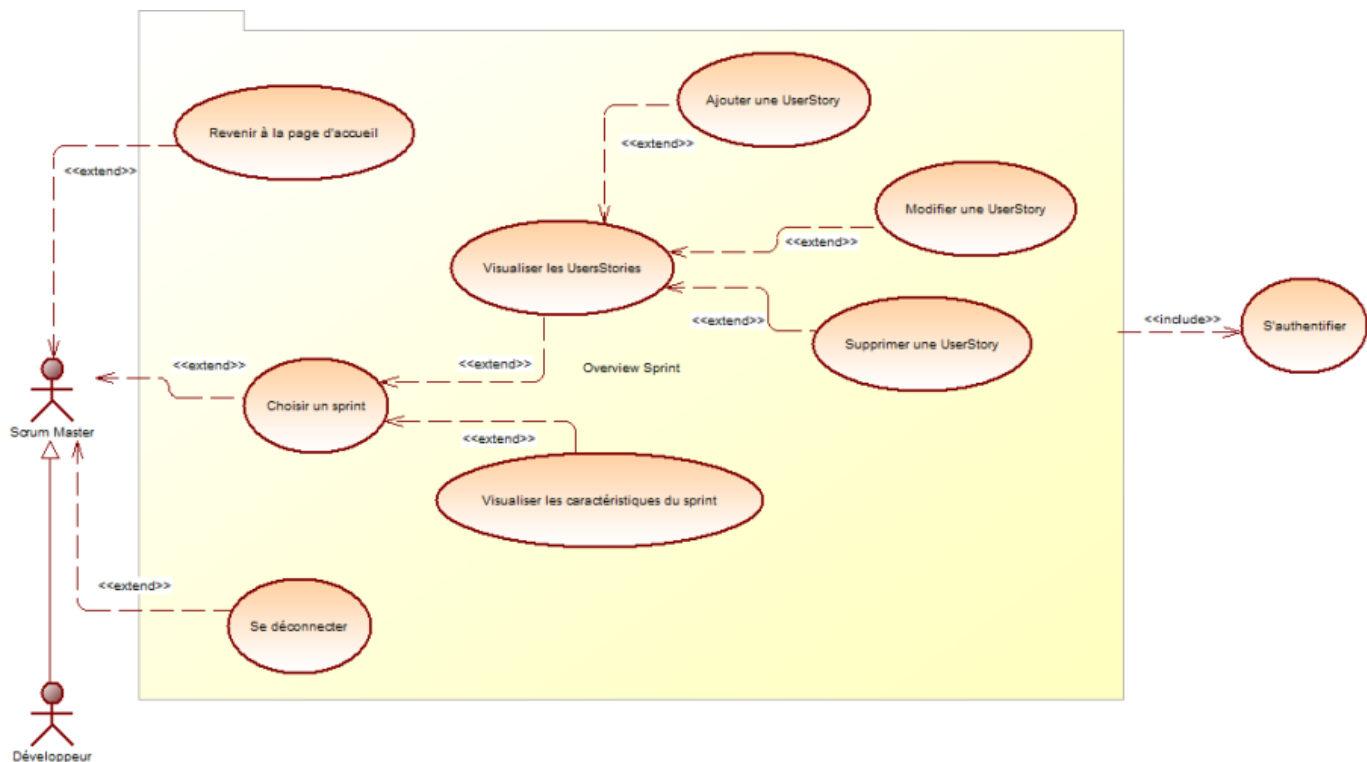 Ajouter une UserStory
Revenir à la page d'accueil
<<extend>>
<<extend>>
Modifier une UserStory
<<extend>>
Visualiser les UsersStories
<<extend>>
<<include>>
S'authentifier
Supprimer une UserStory
<<extend>>
<<extend>>
Overview Sprint
Choisir un sprint
Scrum Master
<<extend>>
Visualiser les caractéristiques du sprint
<<extend>>
Se déconnecter
Développeur